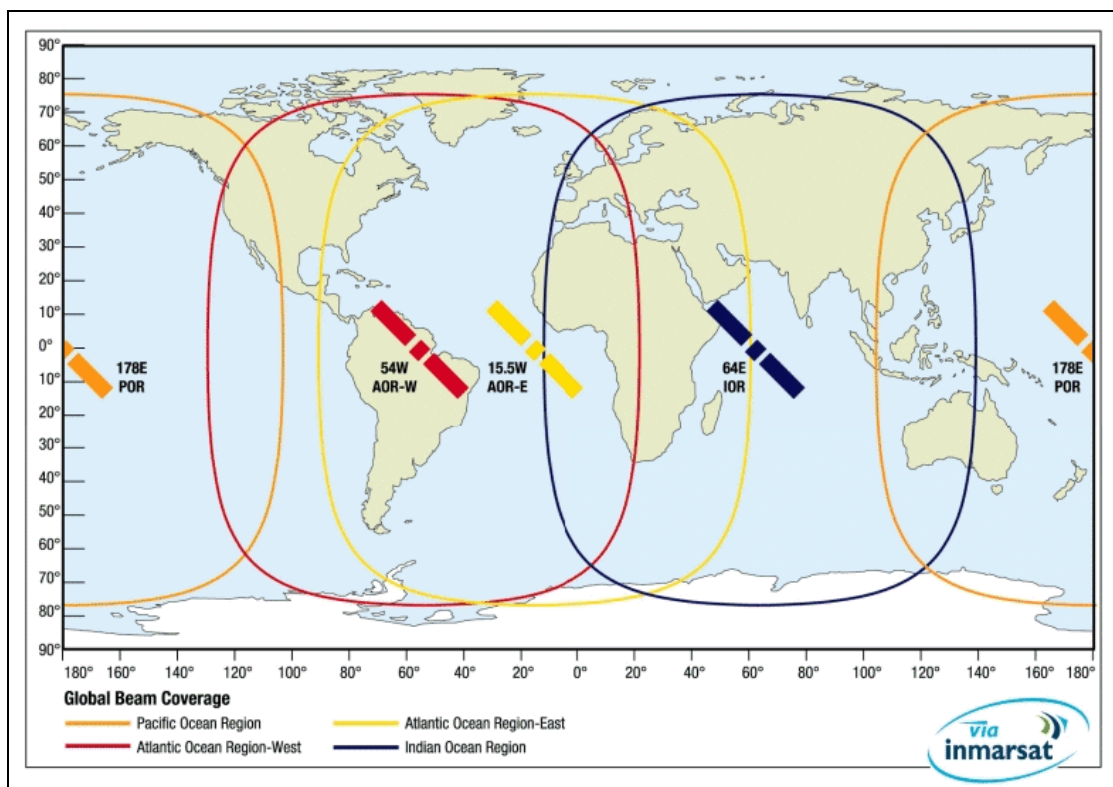 90°
80°
70°
60°
50°
40°
30°
20°
10°
0°
10°
20°
30°
40°
50°
60°
70°
80°
90°
178E
POR
54W
AOR-W
15.5W
AOR-E
64E
IOR
178E
POR
180° 160° 140° 120° 100° 80° 60° 40° 20° 0° 20° 40° 60° 80° 100° 120° 140° 160° 180°
Global Beam Coverage
Pacific Ocean Region
Atlantic Ocean Region-East
Atlantic Ocean Region-West
Indian Ocean Region
via
inmarsat